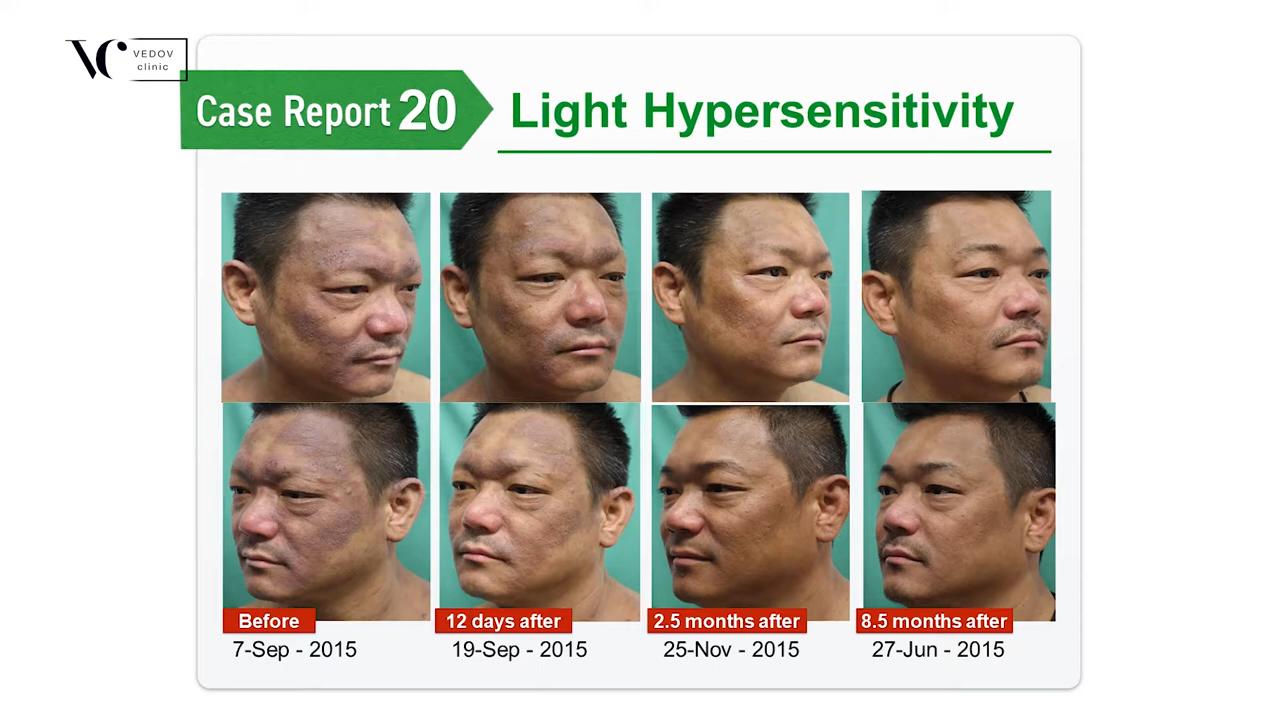 VEDOV
clinic
Case Report 20
Light Hypersensitivity
Before
12 days after
2.5 months after
8.5 months after
7-Sep - 2015
19-Sep - 2015
25-Nov - 2015
27-Jun - 2015